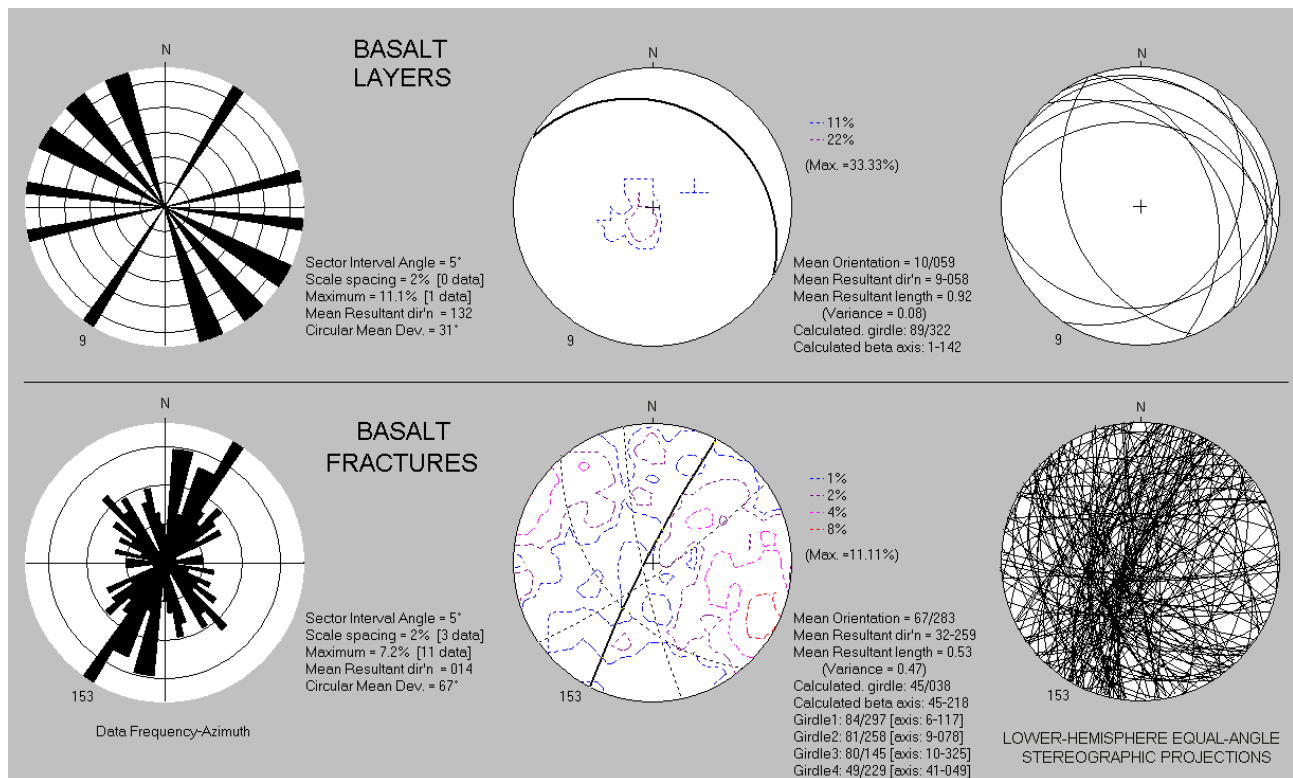 BASALT
LAYERS
N
9
Sector Interval Angle = 5°
Scale spacing = 2% [0 data]
Maximum = 11.1% [1 data]
Mean Resultant dir'n = 132
Circular Mean Dev. = 31°
N
9
11%
22%
(Max. =33.33%)
Mean Orientation = 10/059
Mean Resultant dir'n = 9-058
Mean Resultant length = 0.92
(Variance = 0.08)
Calculated. girdle: 89/322
Calculated beta axis: 1-142
N
9
BASALT
FRACTURES
N
153
Data Frequency-Azimuth
Sector Interval Angle = 5°
Scale spacing = 2% [3 data]
Maximum = 7.2% [11 data]
Mean Resultant dir'n = 014
Circular Mean Dev. = 67°
N
153
1%
2%
4%
8%
(Max. =11.11%)
Mean Orientation = 67/283
Mean Resultant dir'n = 32-259
Mean Resultant length = 0.53
(Variance = 0.47)
Calculated. girdle: 45/038
Calculated beta axis: 45-218
Girdle1: 84/297 [axis: 6-117]
Girdle2: 81/258 [axis: 9-078]
Girdle3: 80/145 [axis: 10-325]
Girdle4: 49/229 [axis: 41-049]
N
153
LOWER-HEMISPHERE EQUAL-ANGLE
STEREOGRAPHIC PROJECTIONS